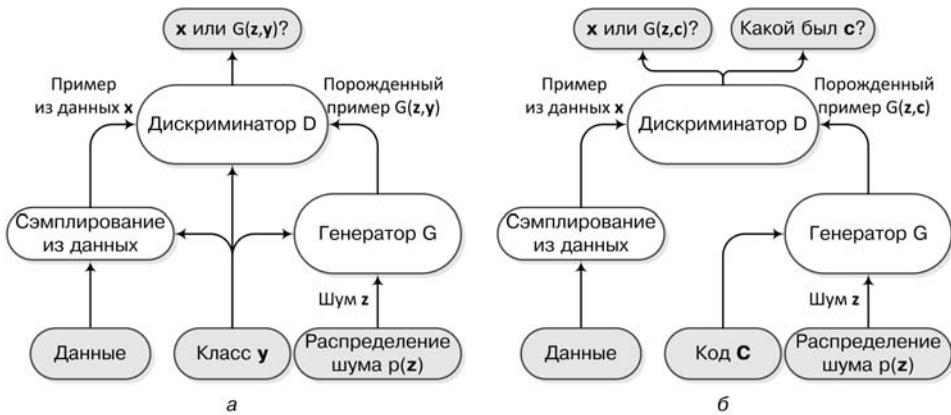 x или G(z,y)?
Пример
из данных x
Порожденный
пример G(z,y)
Дискриминатор D
Сэмплирование
из данных
Генератор G
Шум z
Данные
Класс y
Распределение
шума p(z)
а
x или G(z,c)?
Какой был c?
Пример
из данных x
Порожденный
пример G(z,c)
Дискриминатор D
Сэмплирование
из данных
Генератор G
Шум z
Данные
Код C
Распределение
шума p(z)
б